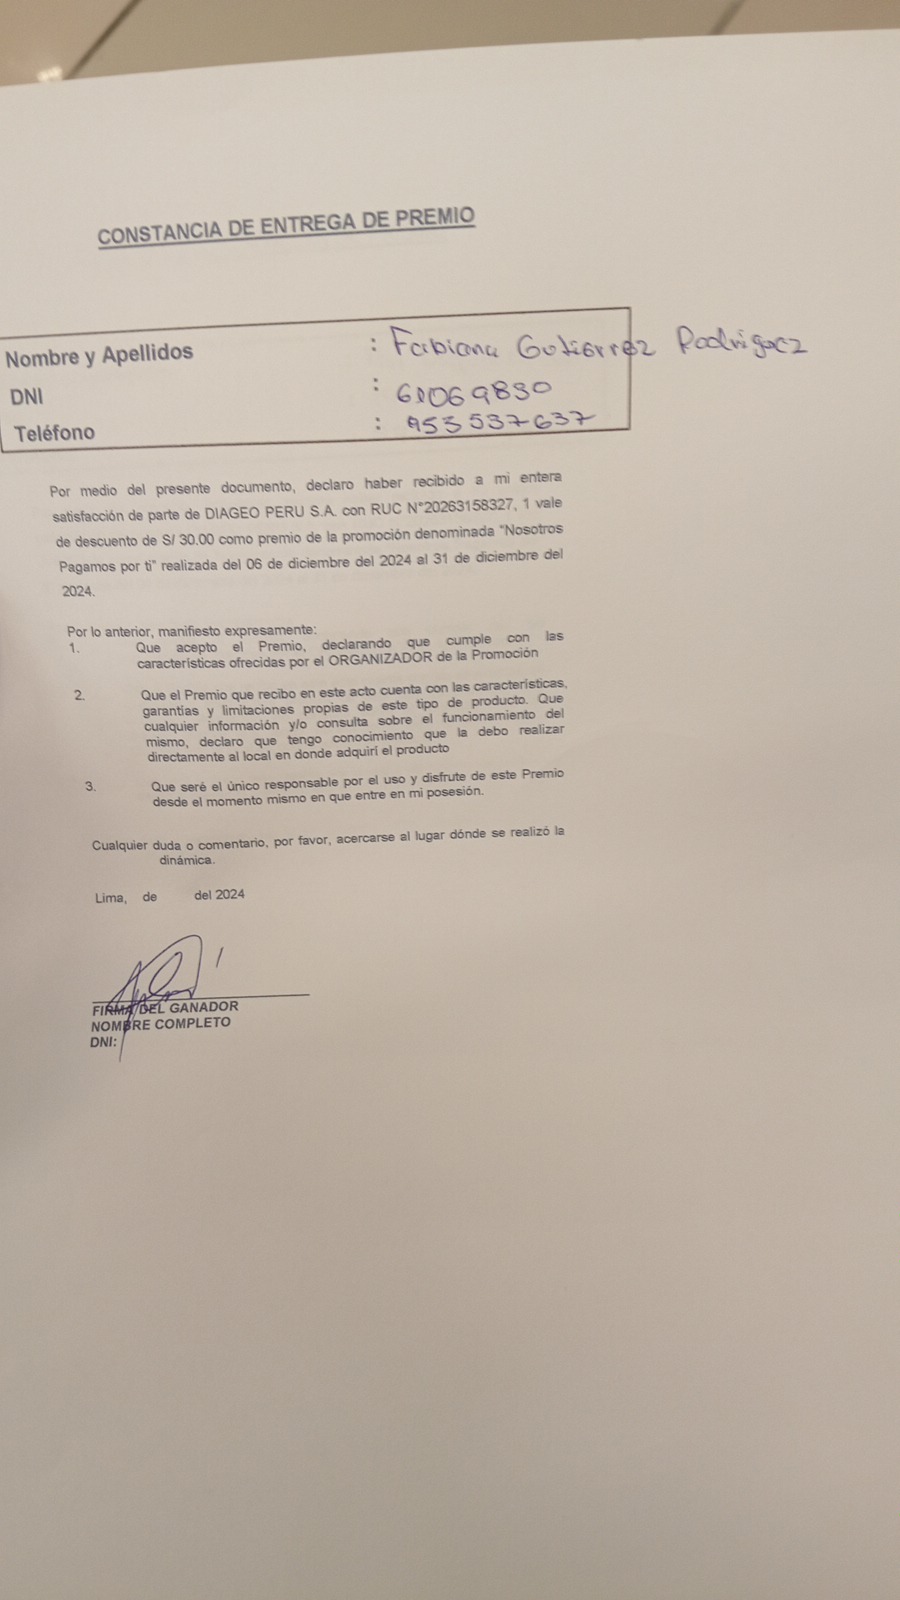 CONSTANCIA DE ENTREGA DE PREMIO
Nombre y Apellidos : Fabiana Gutierrez Rodriguez
DNI : 61069830
Teléfono : 953537637
Por medio del presente documento, declaro haber recibido a mi entera
satisfacción de parte de DIAGEO PERU S.A. con RUC N°20263158327, 1 vale
de descuento de S/ 30.00 como premio de la promoción denominada "Nosotros
Pagamos por ti" realizada del 06 de diciembre del 2024 al 31 de diciembre del
2024.
Por lo anterior, manifiesto expresamente:
1. Que acepto el Premio, declarando que cumple con las
características ofrecidas por el ORGANIZADOR de la Promoción
2. Que el Premio que recibo en este acto cuenta con las características,
garantías y limitaciones propias de este tipo de producto. Que
cualquier información y/o consulta sobre el funcionamiento del
mismo, declaro que tengo conocimiento que la debo realizar
directamente al local en donde adquirí el producto
3. Que seré el único responsable por el uso y disfrute de este Premio
desde el momento mismo en que entre en mi posesión.
Cualquier duda o comentario, por favor, acercarse al lugar dónde se realizó la
dinámica.
Lima, de del 2024
FIRMA DEL GANADOR
NOMBRE COMPLETO
DNI: